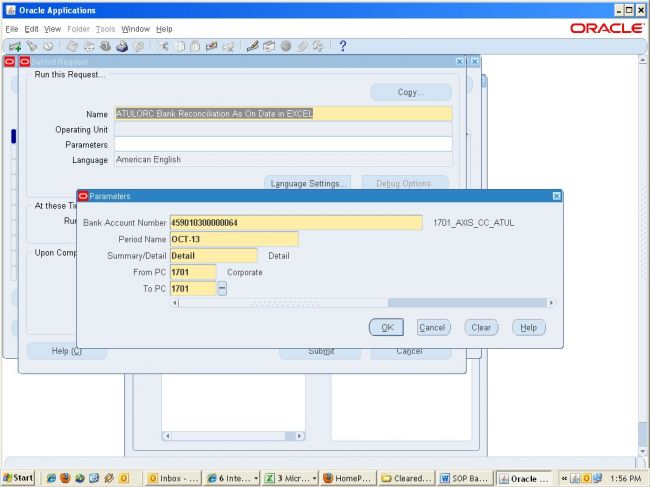 Oracle Applications
File Edit View Folder Tools Window Help
ORACLE
Submit Request
Run this Request...
Copy...
Name ATULORC Bank Reconciliation As On Date in EXCEL
Operating Unit
Parameters
Language American English
Language Settings... Debug Options
Parameters
At these Tim
Run
Upon Comp
Bank Account Number 459010300000064 1701_AXIS_CC_ATUL
Period Name OCT-13
Summary/Detail Detail Detail
From PC 1701 Corporate
To PC 1701
OK Cancel Clear Help
Help (C) Submit Cancel
Start Inbox - ... 6 Inte... 3 Micr... HomeP... Cleared... SOP Ba... Oracle ... 1:56 PM